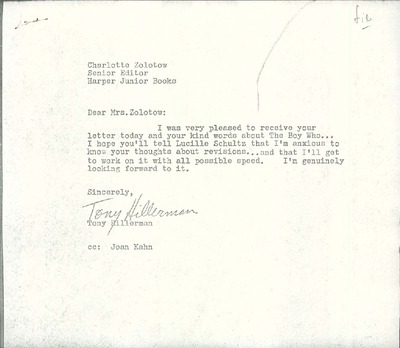 Charlotte Zolotow
Senior Editor
Harper Junior Books
Dear Mrs.Zolotow:
I was very pleased to receive your
letter today and your kind words about The Boy Who...
I hope you'll tell Lucille Schultz that I'm anxious to
know your thoughts about revisions...and that I'll get
to work on it with all possible speed. I'm genuinely
looking forward to it.
Sincerely,
Tony Hillerman
Tony Hillerman
cc: Joan Kahn